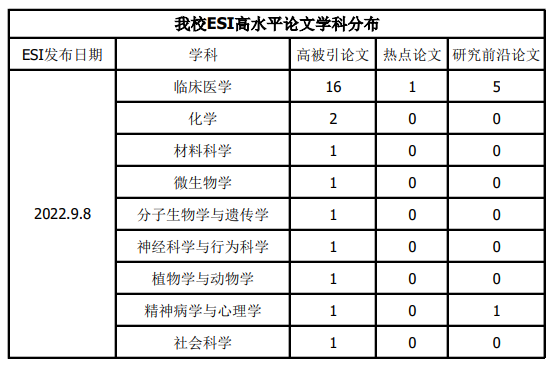 我校ESI高水平论文学科分布
ESI发布日期 学科 高被引论文 热点论文 研究前沿论文
2022.9.8 临床医学 16 1 5
化学 2 0 0
材料科学 1 0 0
微生物学 1 0 0
分子生物学与遗传学 1 0 0
神经科学与行为科学 1 0 0
植物学与动物学 1 0 0
精神病学与心理学 1 0 1
社会科学 1 0 0